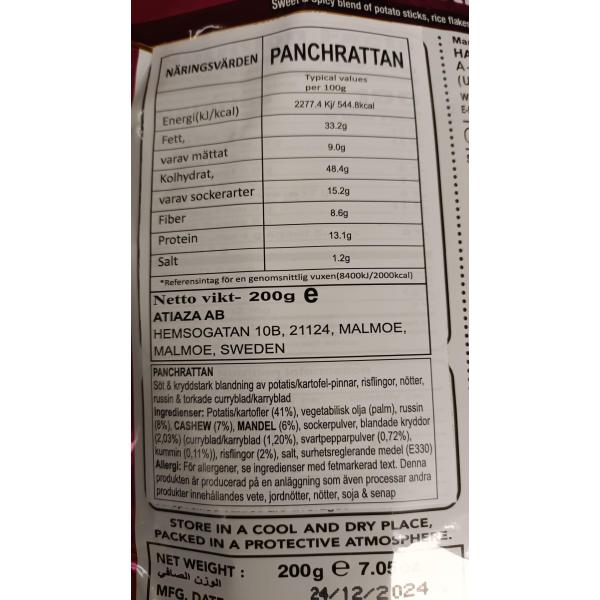 Sweet & spicy blend of potato sticks, rice flakes
NÄRINGSVÄRDEN PANCHRATTAN
Typical values
per 100g
Energi(kJ/kcal) 2277.4 Kj/ 544.8kcal
Fett, 33.2g
varav mättat 9.0g
Kolhydrat, 48.4g
varav sockerarter 15.2g
Fiber 8.6g
Protein 13.1g
Salt 1.2g
*Referensintag för en genomsnittlig vuxen(8400kJ/2000kcal)
Netto vikt- 200g e
ATIAZA AB
HEMSOGATAN 10B, 21124, MALMOE,
MALMOE, SWEDEN
PANCHRATTAN
Söt & kryddstark blandning av potatis/kartofel-pinnar, risflingor, nötter,
russin & torkade curryblad/karryblad
Ingredienser: Potatis/kartofler (41%), vegetabilisk olja (palm), russin
(8%), CASHEW (7%), MANDEL (6%), sockerpulver, blandade kryddor
(2,03%) (curryblad/karryblad (1,20%), svartpepparpulver (0,72%),
kummin (0,11%)), risflingor (2%), salt, surhetsreglerande medel (E330)
Allergi: För allergener, se ingredienser med fetmarkerad text. Denna
produkten är producerad på en anläggning som även processar andra
produkter innehållandes vete, jordnötter, nötter, soja & senap
STORE IN A COOL AND DRY PLACE,
PACKED IN A PROTECTIVE ATMOSPHERE.
NET WEIGHT : 200g e 7.05
الوزن الصافي
MFG. DATE 24/12/2024